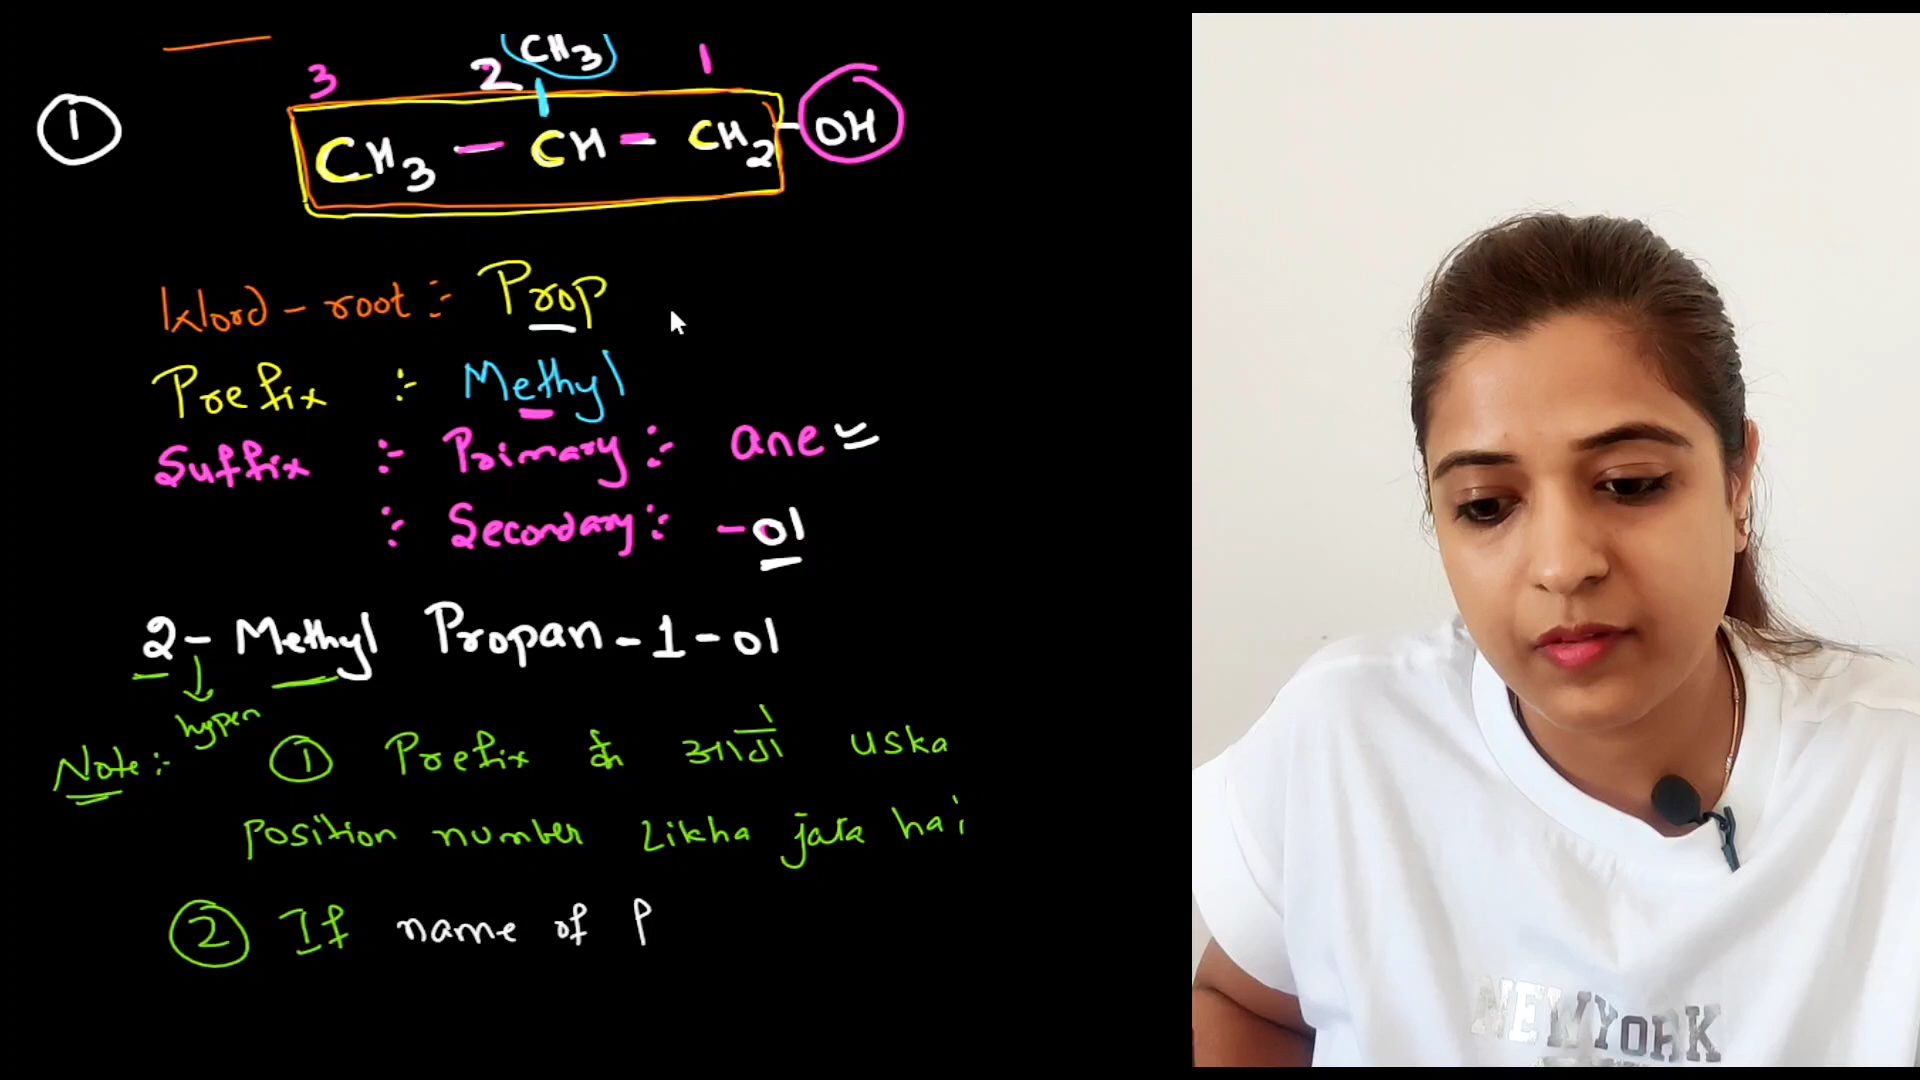 3 2 CH3 1
① CH3 - CH - CH2 - OH
Word - root :- Prop
Prefix :- Methyl
Suffix :- Primary :- ane
: Secondary :- -ol
2- Methyl Propan - 1 - ol
hypen
Note :- ① Prefix के आगे uska
position number likha jata hai
② If name of P
NEWYORK